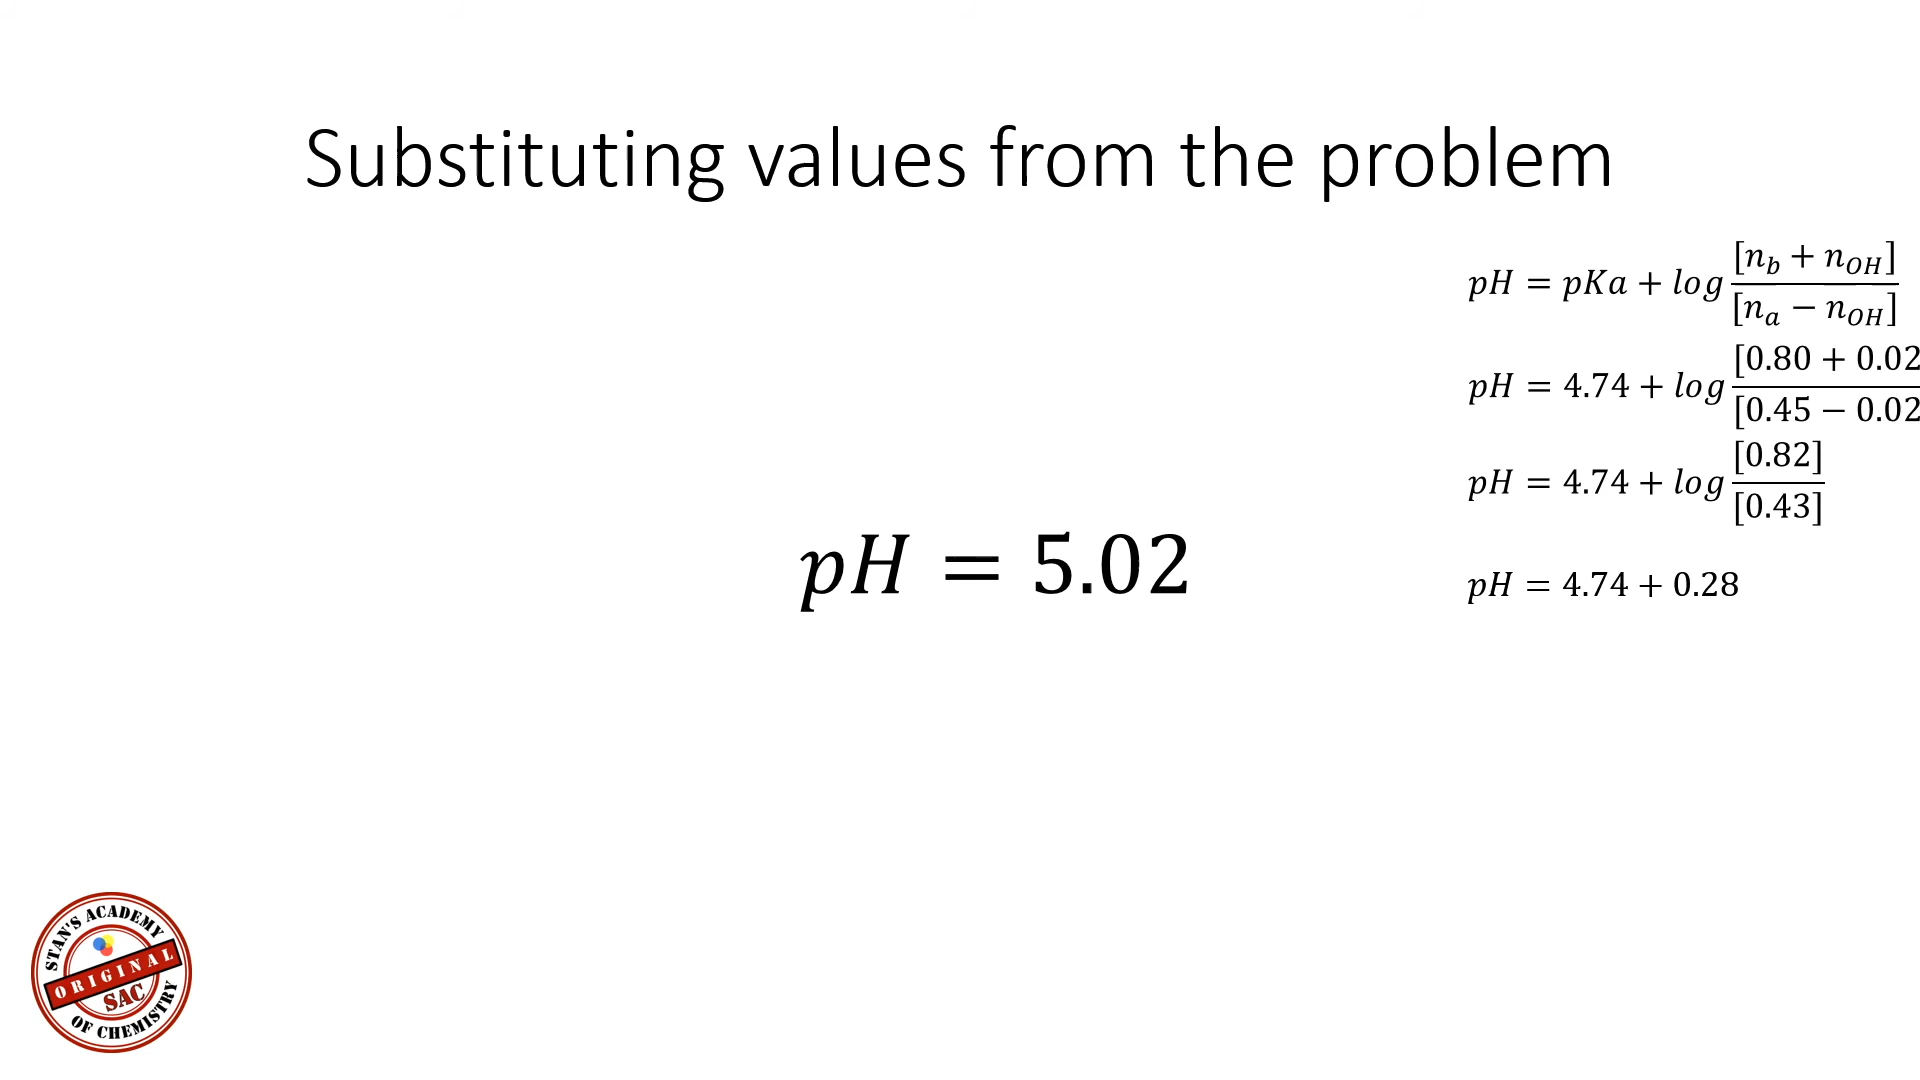 Substituting values from the problem
pH = pKa + log [n_b + n_OH] / [n_a − n_OH]
pH = 4.74 + log [0.80 + 0.02 / [0.45 − 0.02
pH = 4.74 + log [0.82] / [0.43]
pH = 5.02
pH = 4.74 + 0.28
STAN'S ACADEMY
ORIGINAL
SAC
OF CHEMISTRY